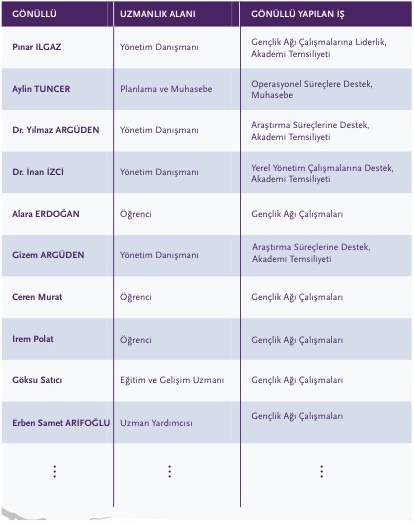 GÖNÜLLÜ UZMANLIK ALANI GÖNÜLLÜ YAPILAN İŞ
Pınar ILGAZ Yönetim Danışmanı Gençlik Ağı Çalışmalarına Liderlik,
Akademi Temsiliyeti
Aylin TUNCER Planlama ve Muhasebe Operasyonel Süreçlere Destek,
Muhasebe
Dr. Yılmaz ARGÜDEN Yönetim Danışmanı Araştırma Süreçlerine Destek,
Akademi Temsiliyeti
Dr. İnan İZCİ Yönetim Danışmanı Yerel Yönetim Çalışmalarına Destek,
Akademi Temsiliyeti
Alara ERDOĞAN Öğrenci Gençlik Ağı Çalışmaları
Gizem ARGÜDEN Yönetim Danışmanı Araştırma Süreçlerine Destek,
Akademi Temsiliyeti
Ceren Murat Öğrenci Gençlik Ağı Çalışmaları
İrem Polat Öğrenci Gençlik Ağı Çalışmaları
Göksu Satıcı Eğitim ve Gelişim Uzmanı Gençlik Ağı Çalışmaları
Erben Samet ARİFOĞLU Uzman Yardımcısı Gençlik Ağı Çalışmaları
⋮ ⋮ ⋮